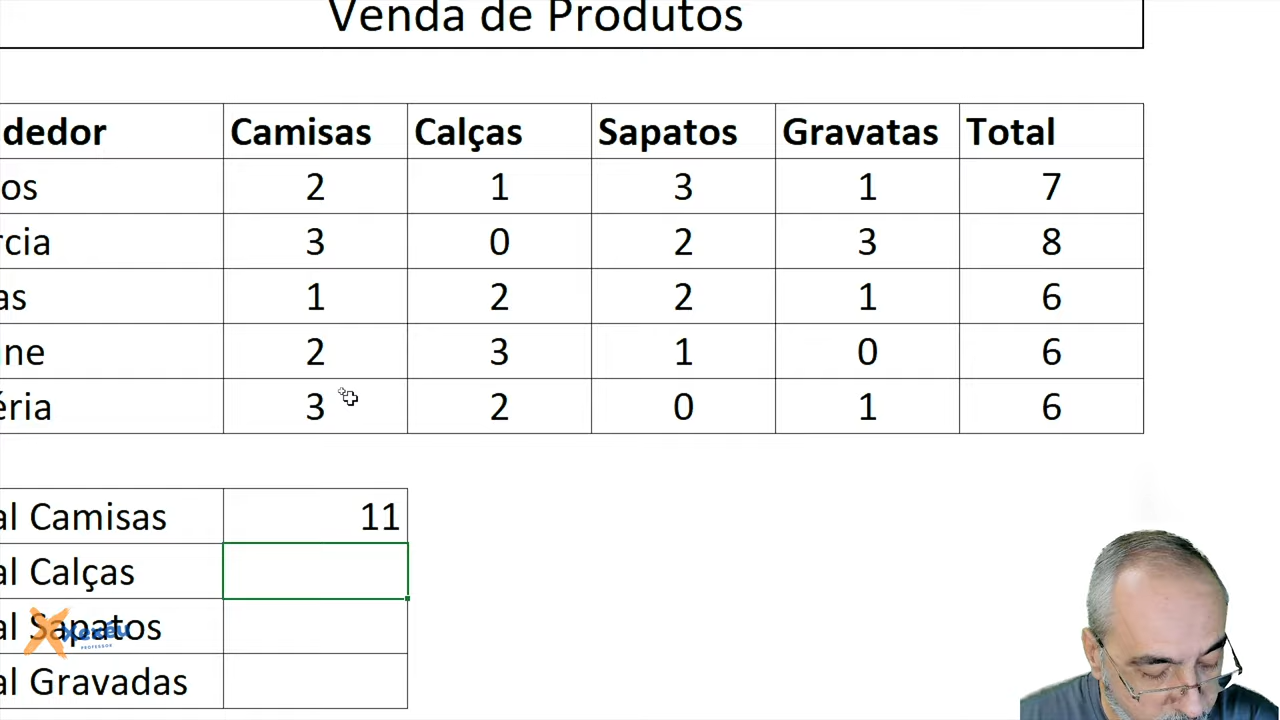 Venda de Produtos
dedor Camisas Calças Sapatos Gravatas Total
os 2 1 3 1 7
rcia 3 0 2 3 8
as 1 2 2 1 6
ne 2 3 1 0 6
éria 3 2 0 1 6
al Camisas 11
al Calças
al Sapatos
Xexéu
PROFESSOR
al Gravadas